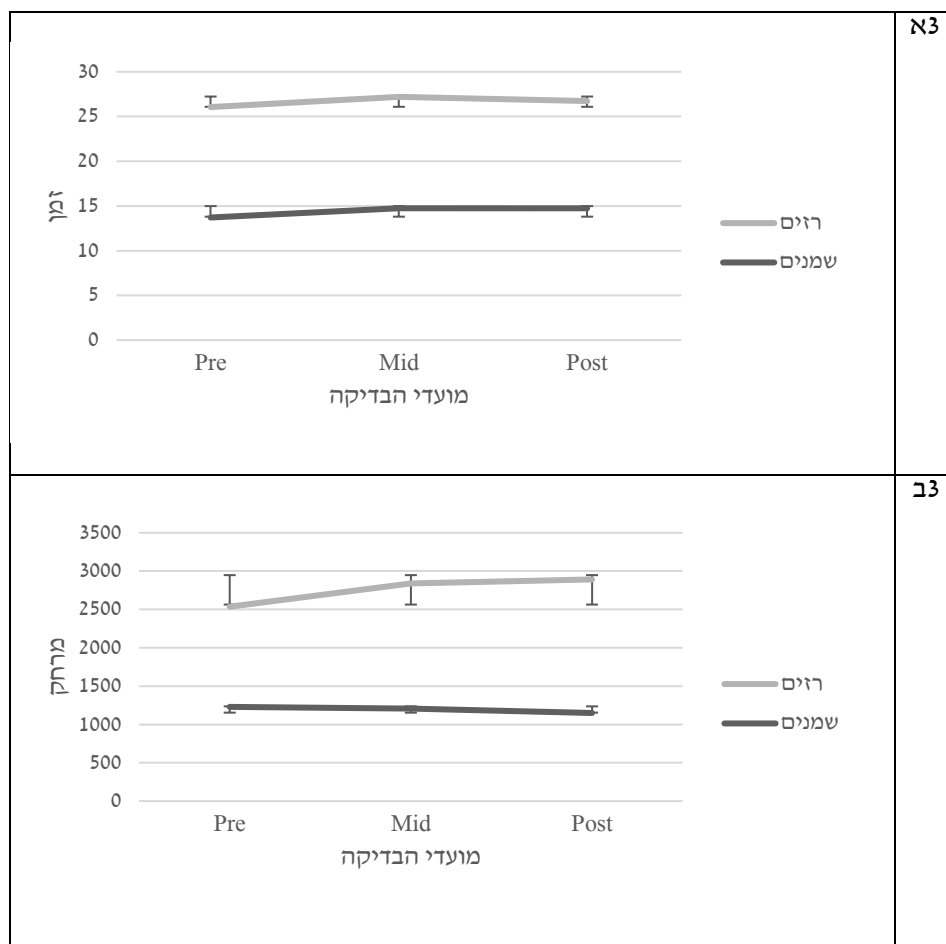 3א
30
25
20
15
10
5
0
זמן
Pre Mid Post
מועדי הבדיקה
רזים
שמנים
3ב
3500
3000
2500
2000
1500
1000
500
0
מרחק
Pre Mid Post
מועדי הבדיקה
רזים
שמנים